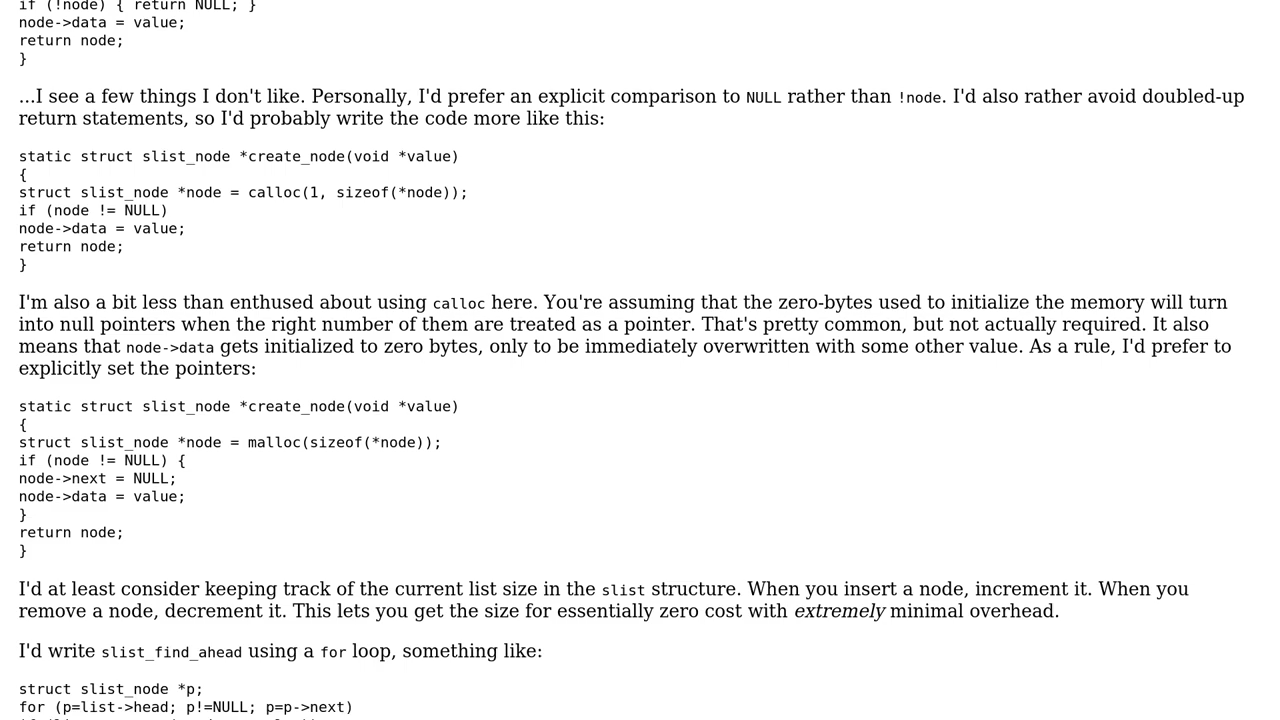 if (!node) { return NULL; }
node->data = value;
return node;
}
...I see a few things I don't like. Personally, I'd prefer an explicit comparison to NULL rather than !node. I'd also rather avoid doubled-up
return statements, so I'd probably write the code more like this:
static struct slist_node *create_node(void *value)
{
struct slist_node *node = calloc(1, sizeof(*node));
if (node != NULL)
node->data = value;
return node;
}
I'm also a bit less than enthused about using calloc here. You're assuming that the zero-bytes used to initialize the memory will turn
into null pointers when the right number of them are treated as a pointer. That's pretty common, but not actually required. It also
means that node->data gets initialized to zero bytes, only to be immediately overwritten with some other value. As a rule, I'd prefer to
explicitly set the pointers:
static struct slist_node *create_node(void *value)
{
struct slist_node *node = malloc(sizeof(*node));
if (node != NULL) {
node->next = NULL;
node->data = value;
}
return node;
}
I'd at least consider keeping track of the current list size in the slist structure. When you insert a node, increment it. When you
remove a node, decrement it. This lets you get the size for essentially zero cost with extremely minimal overhead.
I'd write slist_find_ahead using a for loop, something like:
struct slist_node *p;
for (p=list->head; p!=NULL; p=p->next)